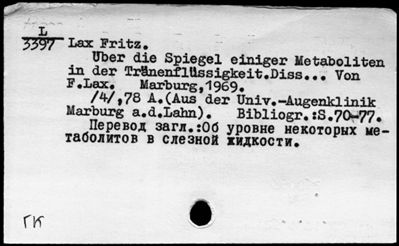 L
3397 Lax Fritz.
Über die Spiegel einiger Metaboliten
in der Tränenflüssigkeit.Diss... Von
F.Lax. Marburg,1969.
/4/,78 A.(Aus der Univ.-Augenklinik
Marburg a.d.Lahn). Bibliogr.:S.70-77.
Перевод загл.:Об уровне некоторых ме-
таболитов в слезной жидкости.
ГК